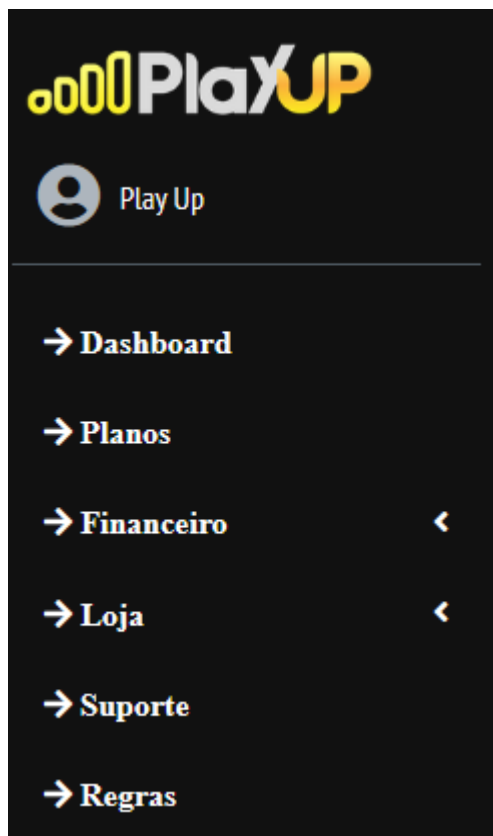 PlayUP
Play Up
Dashboard
Planos
Financeiro
Loja
Suporte
Regras